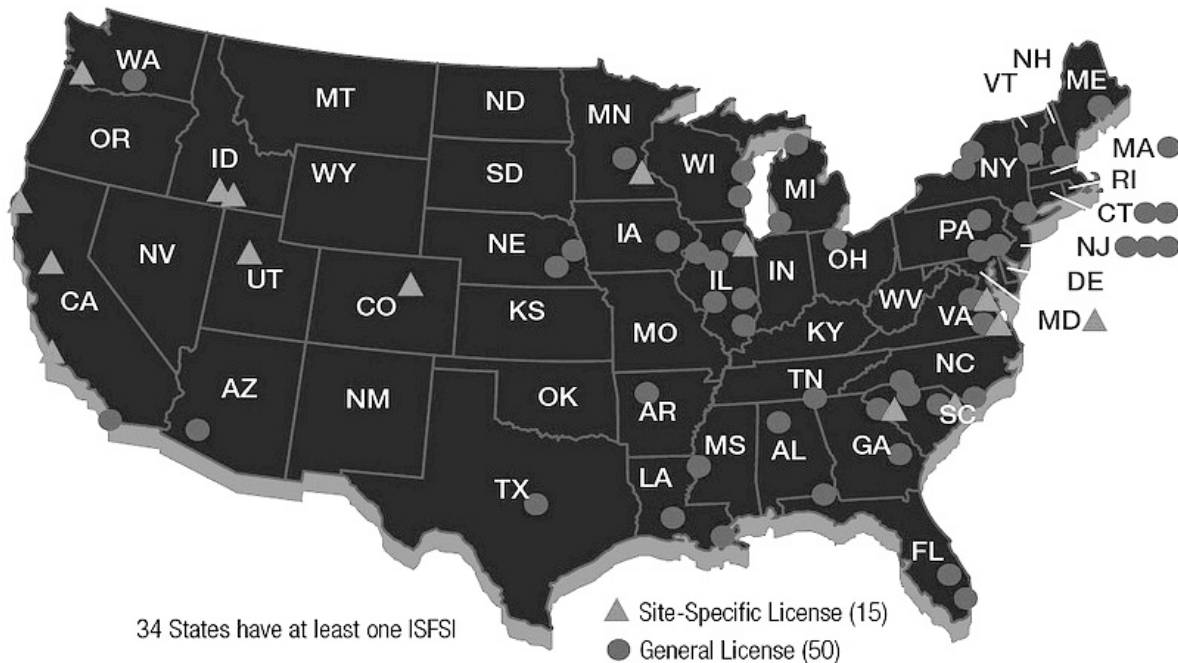 WA
MT
ND
MN
VT
NH
ME
OR
ID
WY
SD
WI
MI
NY
MA
RI
CT
NJ
DE
MD
NV
UT
CO
NE
IA
IL
IN
OH
PA
WV
VA
CA
KS
MO
KY
NC
AZ
NM
OK
AR
TN
SC
TX
LA
MS
AL
GA
FL
34 States have at least one ISFSI
Site-Specific License (15)
General License (50)